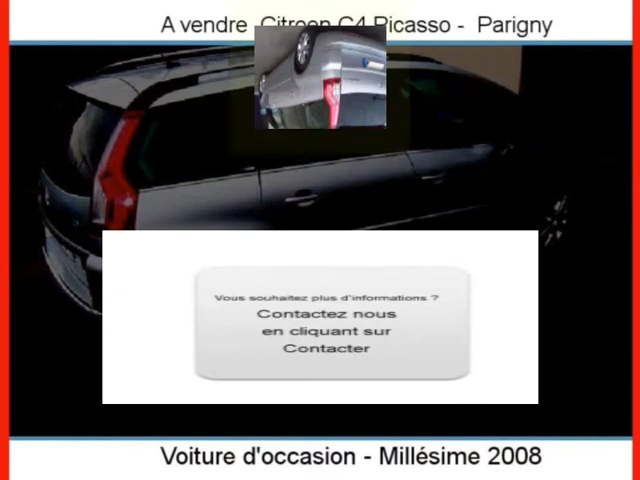 A vendre Citroen C4 Picasso - Parigny
Vous souhaitez plus d'informations ?
Contactez nous
en cliquant sur
Contacter
Voiture d'occasion - Millésime 2008